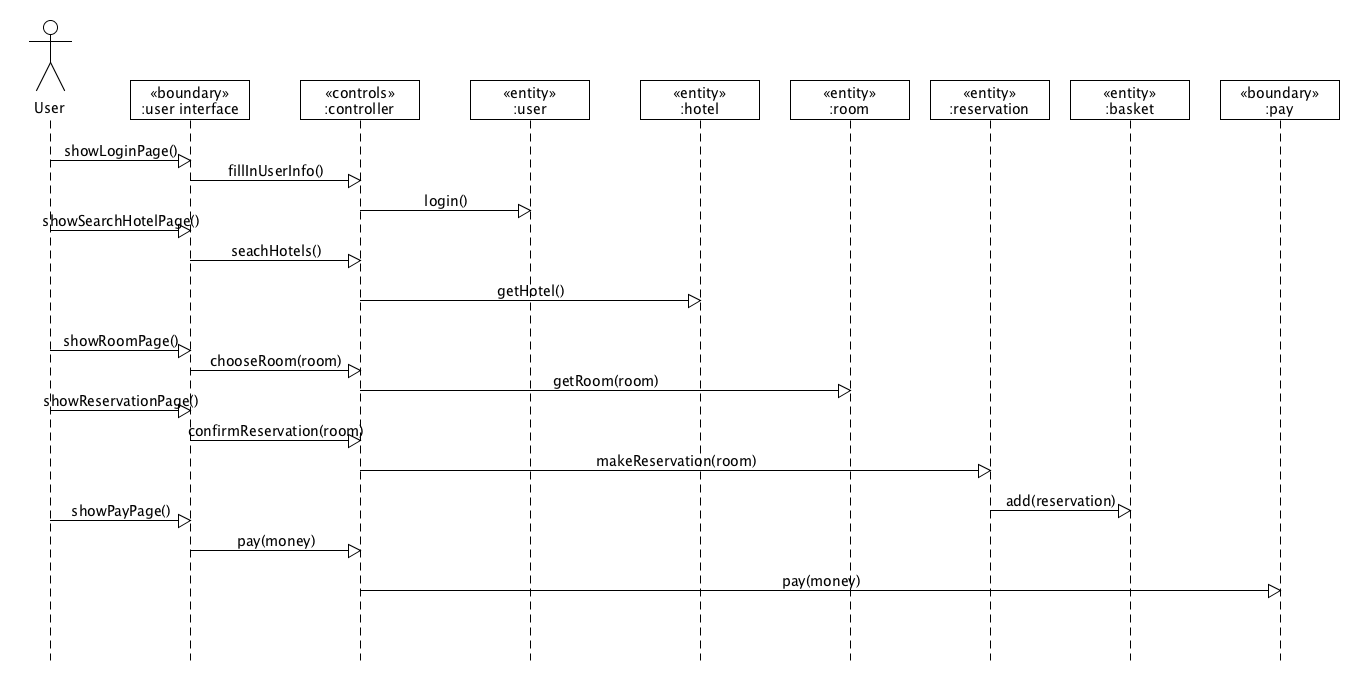 «boundary»
:user interface
«controls»
:controller
«entity»
:user
«entity»
:hotel
«entity»
:room
«entity»
:reservation
«entity»
:basket
«boundary»
:pay
User
showLoginPage()
fillInUserInfo()
login()
showSearchHotelPage()
seachHotels()
getHotel()
showRoomPage()
chooseRoom(room)
getRoom(room)
showReservationPage()
confirmReservation(room)
makeReservation(room)
add(reservation)
showPayPage()
pay(money)
pay(money)